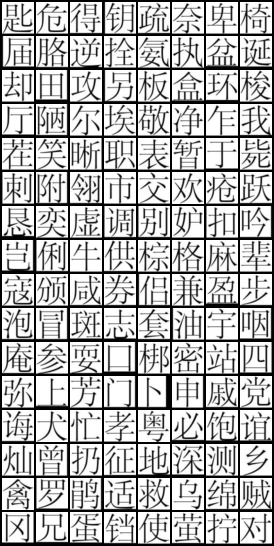 匙危得钥疏奈卑椅
届胳逆拴氨执盆诞
却田攻另板盒环梭
厅陋尔埃敬净乍我
茬笑晰职表暂于毙
刺附翎市交欢疮跃
恳奕虚调别妒扣吟
岂俐牛供棕格麻辈
寇颁咸券侣兼盈步
泡冒斑志套油宇咽
庵参耍口梆密站四
弥上芳门卜申戚党
诲犬忙孝粤必饱谊
灿曾扔征地深测乡
禽罗鹃适救乌绵贼
冈兄蛋铛使萤拧对